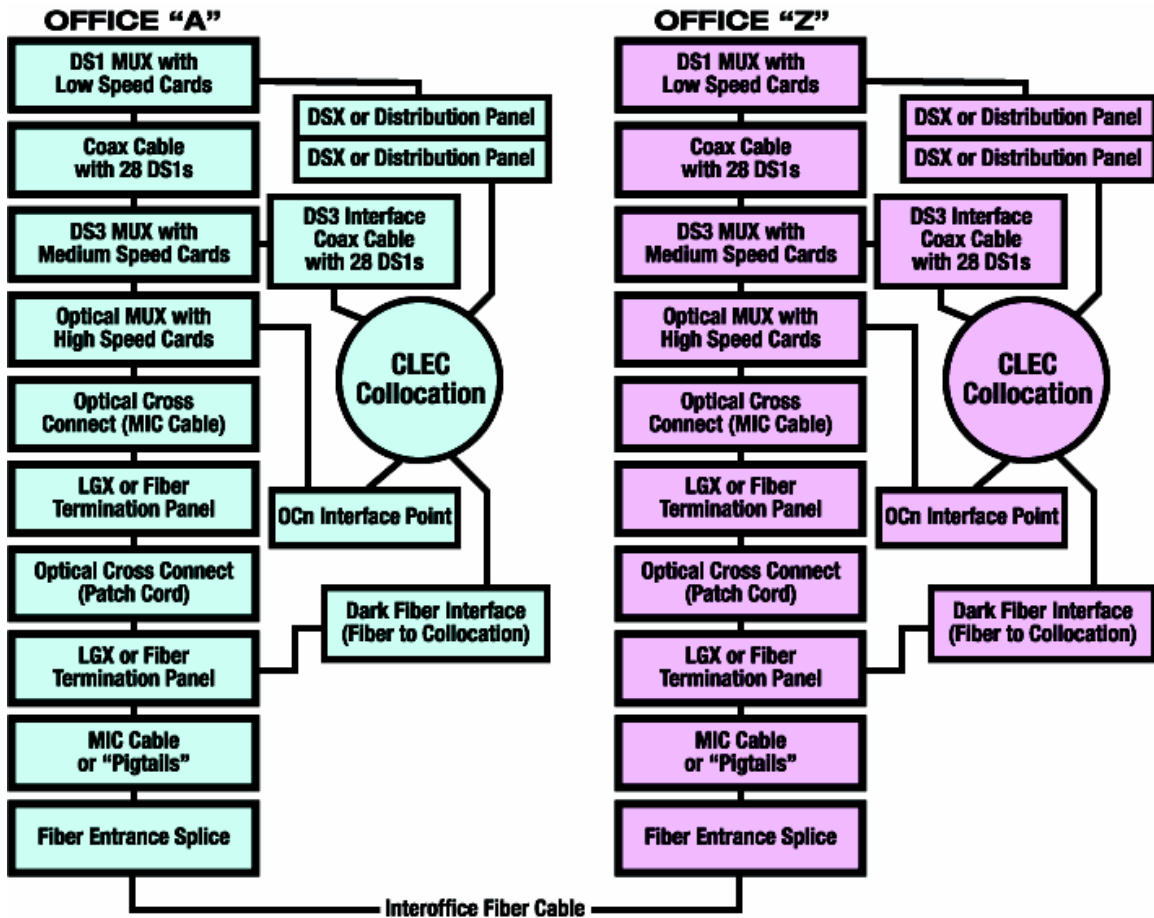 OFFICE “A”
DS1 MUX with
Low Speed Cards
DSX or Distribution Panel
DSX or Distribution Panel
Coax Cable
with 28 DS1s
DS3 MUX with
Medium Speed Cards
DS3 Interface
Coax Cable
with 28 DS1s
Optical MUX with
High Speed Cards
CLEC
Collocation
Optical Cross
Connect (MIC Cable)
LGX or Fiber
Termination Panel
OCn Interface Point
Optical Cross Connect
(Patch Cord)
Dark Fiber Interface
(Fiber to Collocation)
LGX or Fiber
Termination Panel
MIC Cable
or “Pigtails”
Fiber Entrance Splice
OFFICE “Z”
DS1 MUX with
Low Speed Cards
DSX or Distribution Panel
DSX or Distribution Panel
Coax Cable
with 28 DS1s
DS3 MUX with
Medium Speed Cards
DS3 Interface
Coax Cable
with 28 DS1s
Optical MUX with
High Speed Cards
CLEC
Collocation
Optical Cross
Connect (MIC Cable)
LGX or Fiber
Termination Panel
OCn Interface Point
Optical Cross Connect
(Patch Cord)
Dark Fiber Interface
(Fiber to Collocation)
LGX or Fiber
Termination Panel
MIC Cable
or “Pigtails”
Fiber Entrance Splice
Interoffice Fiber Cable